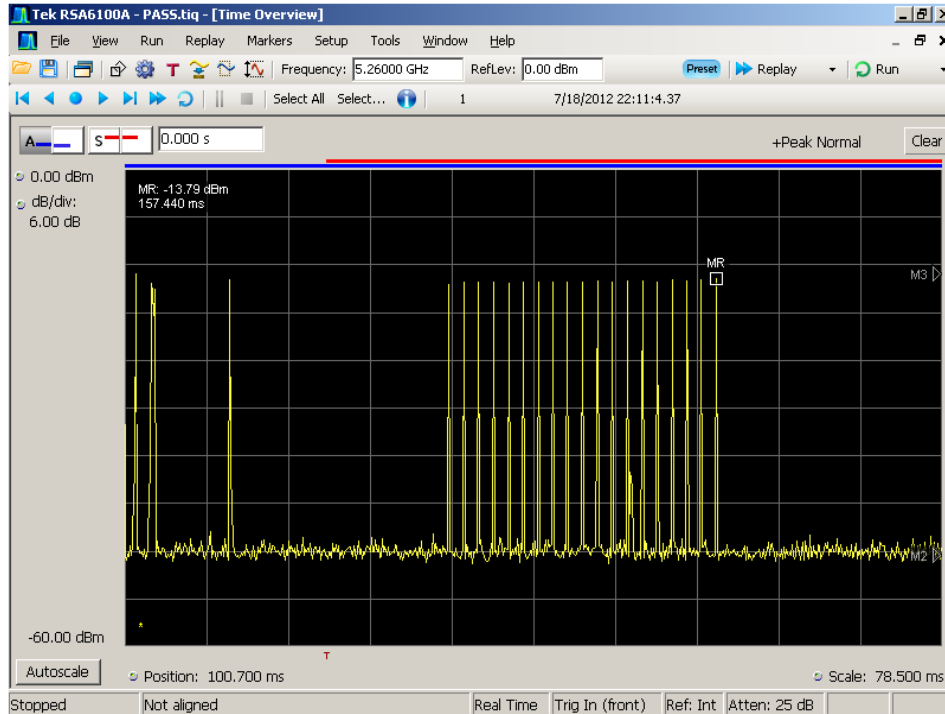 Tek RSA6100A - PASS.tiq - [Time Overview]
File View Run Replay Markers Setup Tools Window Help
T Frequency: 5.26000 GHz RefLev: 0.00 dBm Preset Replay Run
Select All Select... 1 7/18/2012 22:11:4.37
A S 0.000 s +Peak Normal Clear
0.00 dBm
dB/div:
6.00 dB
MR: -13.79 dBm
157.440 ms
MR
M3
M2
*
-60.00 dBm
T
Autoscale Position: 100.700 ms Scale: 78.500 ms
Stopped Not aligned Real Time Trig In (front) Ref: Int Atten: 25 dB